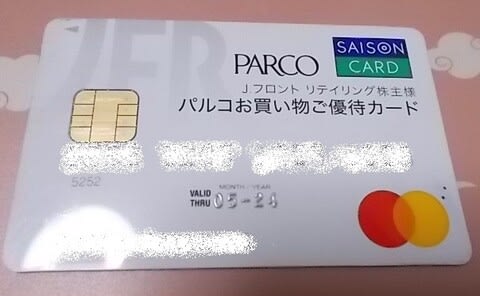 PARCO
SAISON
CARD
Jフロント リテイリング株主様
パルコお買い物ご優待カード
5252
MONTH / YEAR
VALID
THRU 05-24